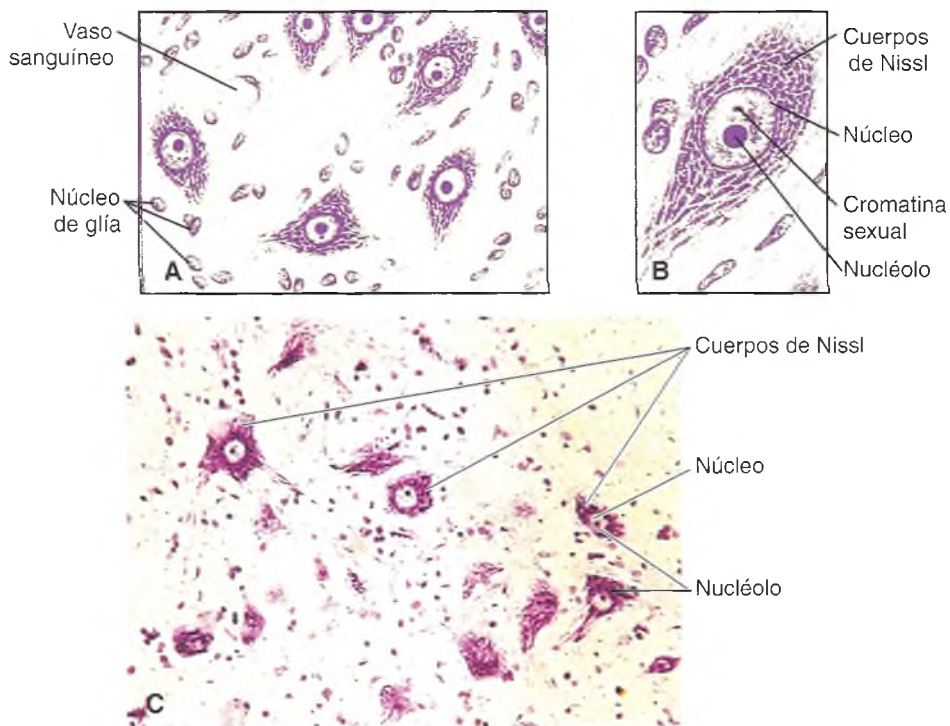 Vaso
sanguíneo
Núcleo
de glía
A
Cuerpos
de Nissl
Núcleo
Cromatina
sexual
Nucléolo
B
Cuerpos de Nissl
Núcleo
Nucléolo
C